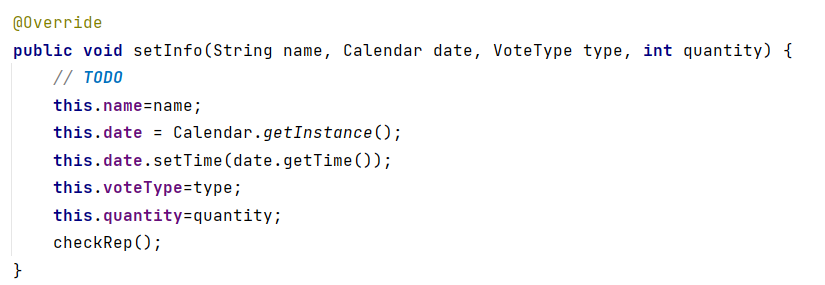 @Override
public void setInfo(String name, Calendar date, VoteType type, int quantity) {
    // TODO
    this.name=name;
    this.date = Calendar.getInstance();
    this.date.setTime(date.getTime());
    this.voteType=type;
    this.quantity=quantity;
    checkRep();
}